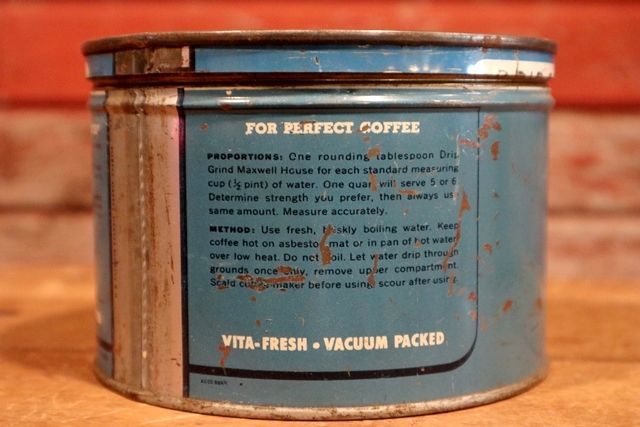 FOR PERFECT COFFEE
PROPORTIONS: One rounding tablespoon Drip
Grind Maxwell House for each standard measuring
cup (½ pint) of water. One quart will serve 5 or 6.
Determine strength you prefer, then always use
same amount. Measure accurately.
METHOD: Use fresh, briskly boiling water. Keep
coffee hot on asbestos mat or in pan of hot water
over low heat. Do not boil. Let water drip through
grounds once only, remove upper compartment.
Scald coffee-maker before using, scour after using.
VITA-FRESH • VACUUM PACKED